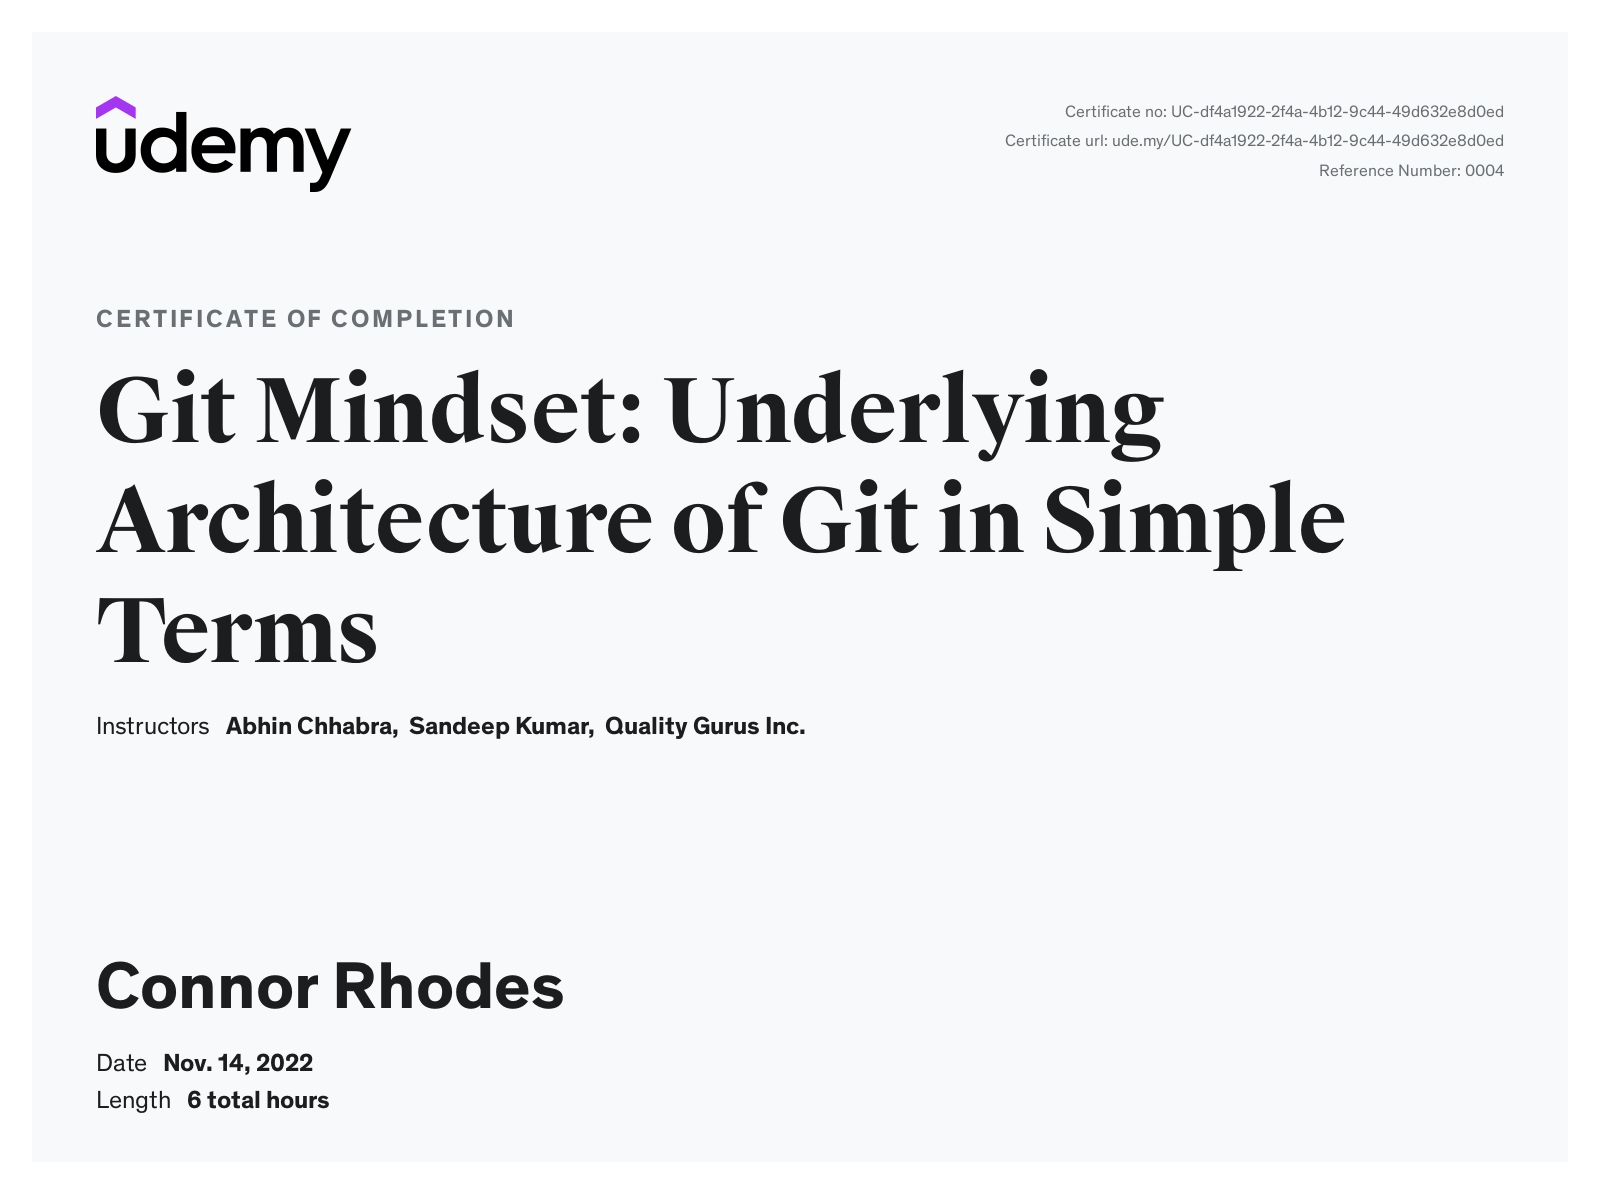 udemy
Certificate no: UC-df4a1922-2f4a-4b12-9c44-49d632e8d0ed
Certificate url: ude.my/UC-df4a1922-2f4a-4b12-9c44-49d632e8d0ed
Reference Number: 0004
CERTIFICATE OF COMPLETION
Git Mindset: Underlying
Architecture of Git in Simple
Terms
Instructors Abhin Chhabra, Sandeep Kumar, Quality Gurus Inc.
Connor Rhodes
Date Nov. 14, 2022
Length 6 total hours